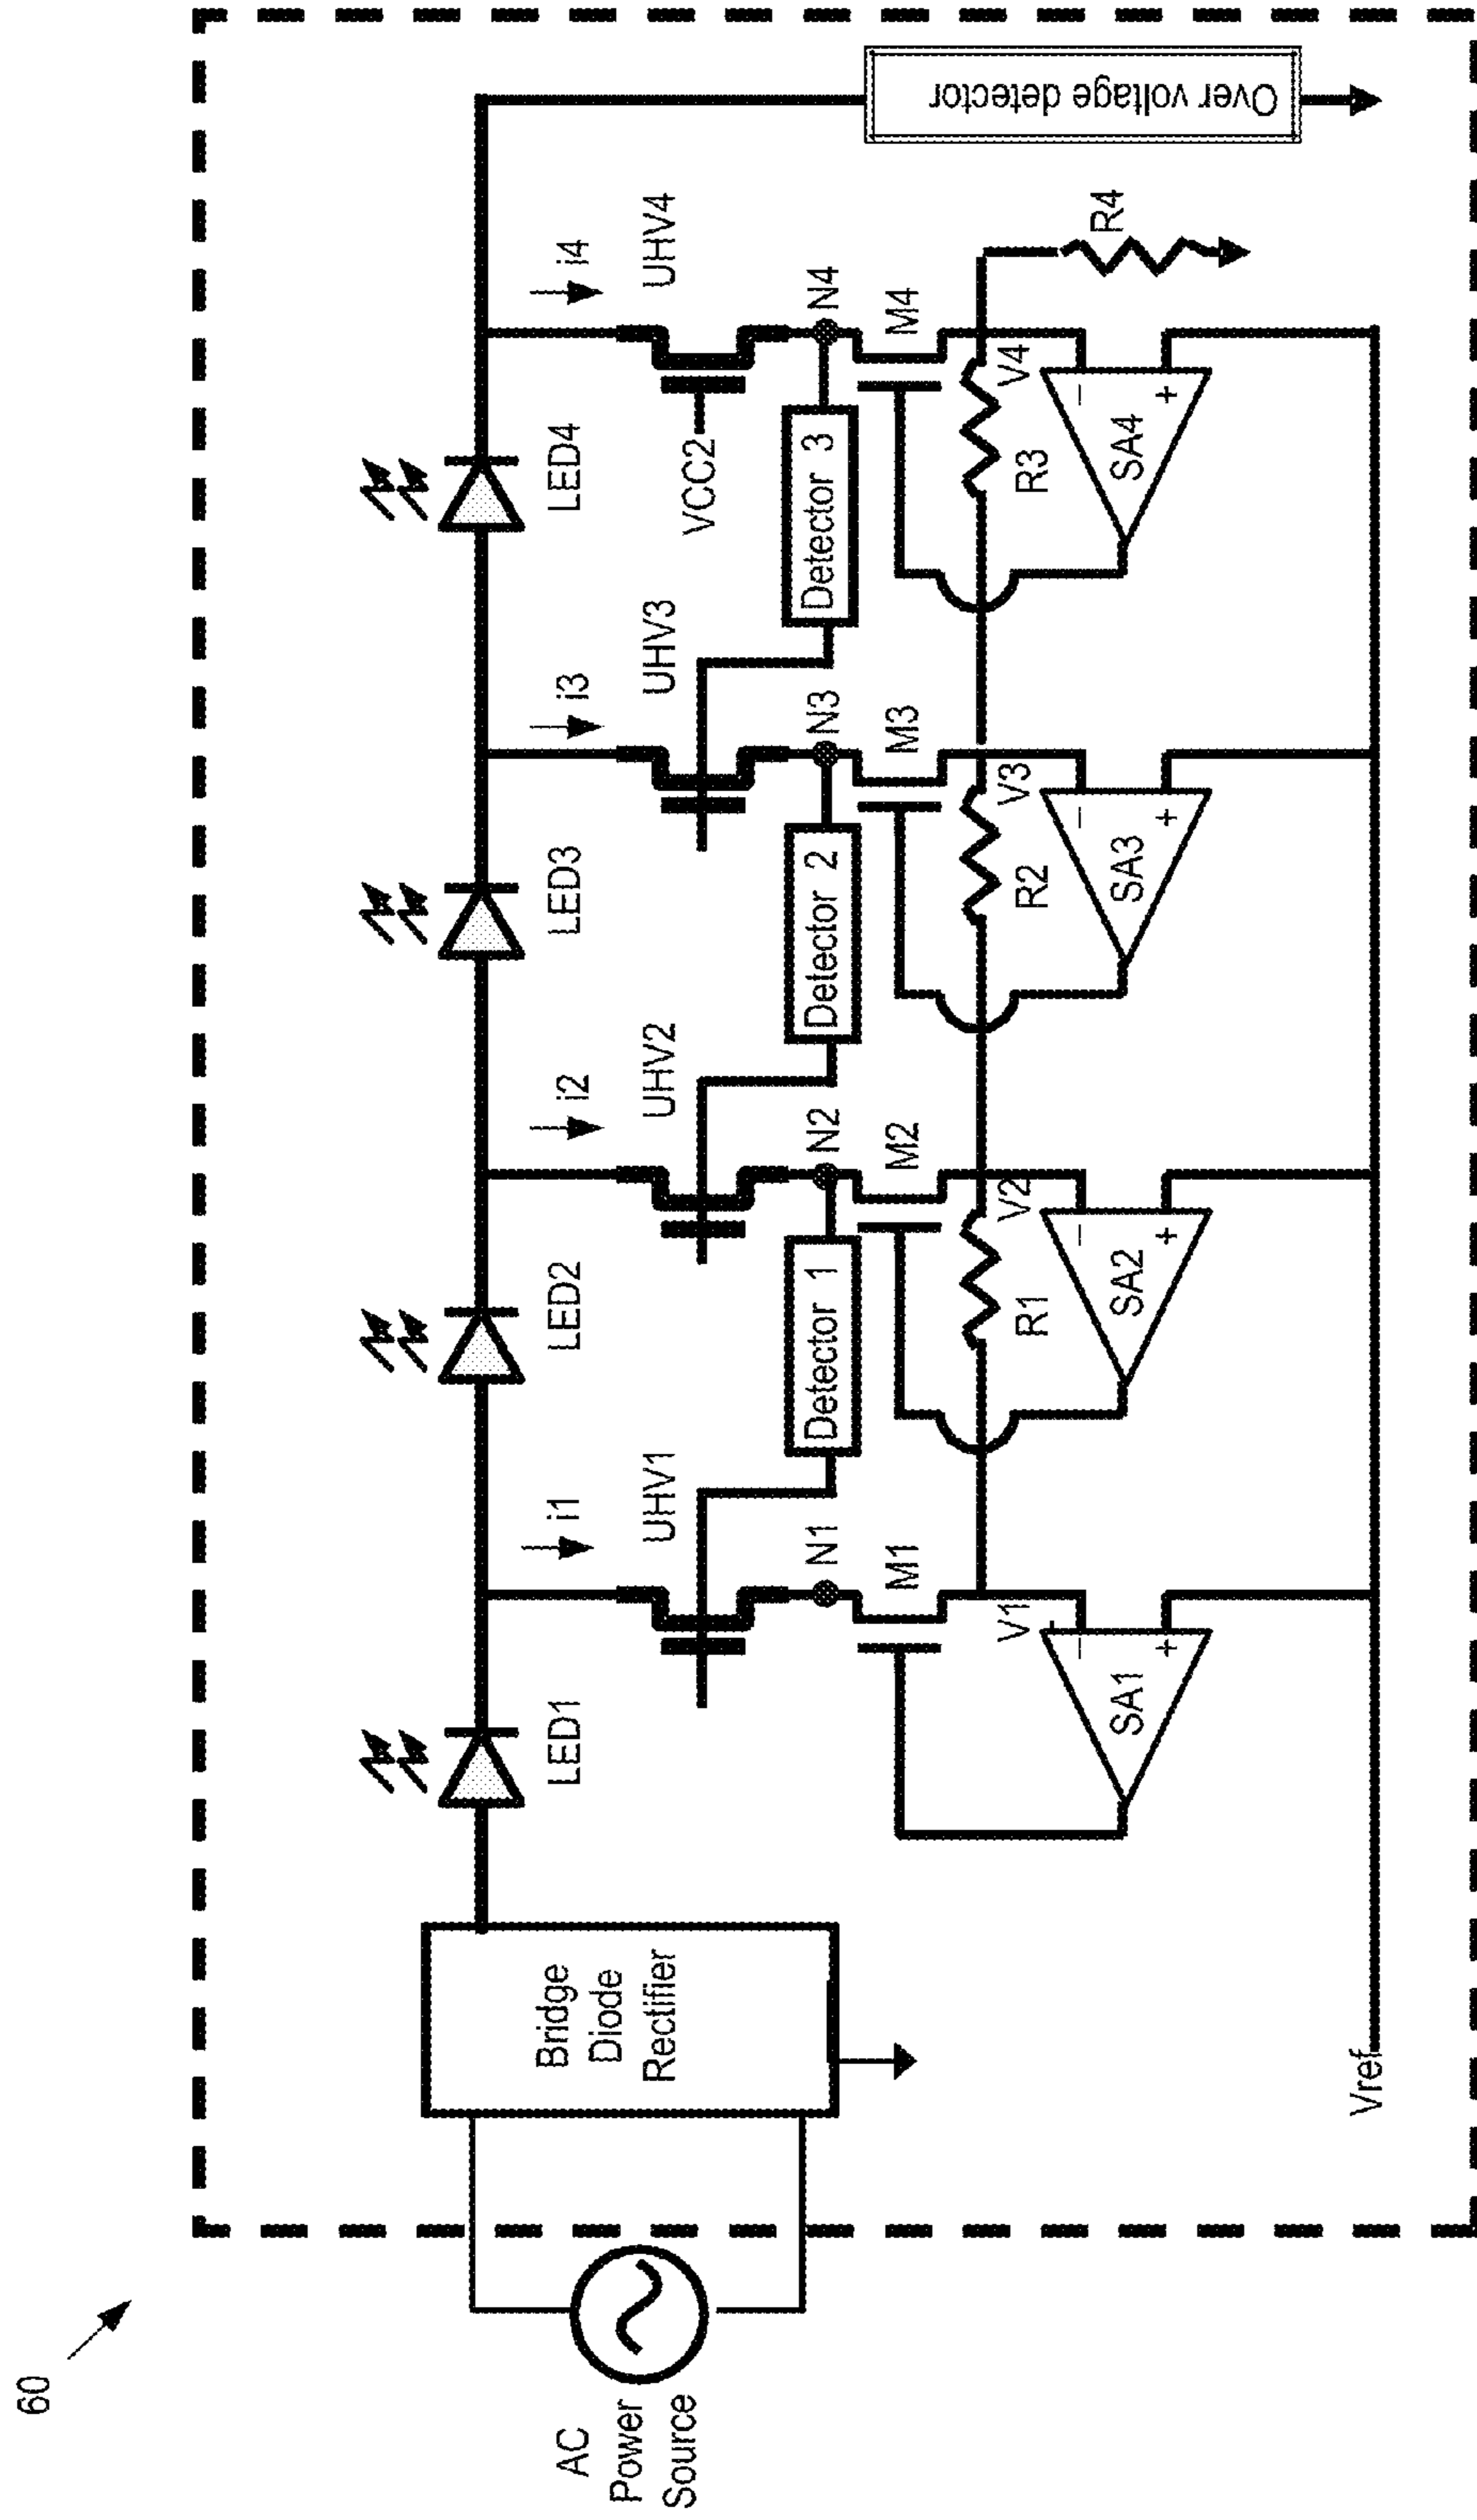 60
AC
Power
Source
Bridge
Diode
Rectifier
LED1
LED2
LED3
LED4
i1
i2
i3
i4
UHV1
UHV2
UHV3
UHV4
VCC2
Detector 1
Detector 2
Detector 3
N1
N2
N3
N4
M1
M2
M3
M4
V1
V2
V3
V4
R1
R2
R3
R4
− +
− +
− +
− +
SA1
SA2
SA3
SA4
Vref
Over voltage detector